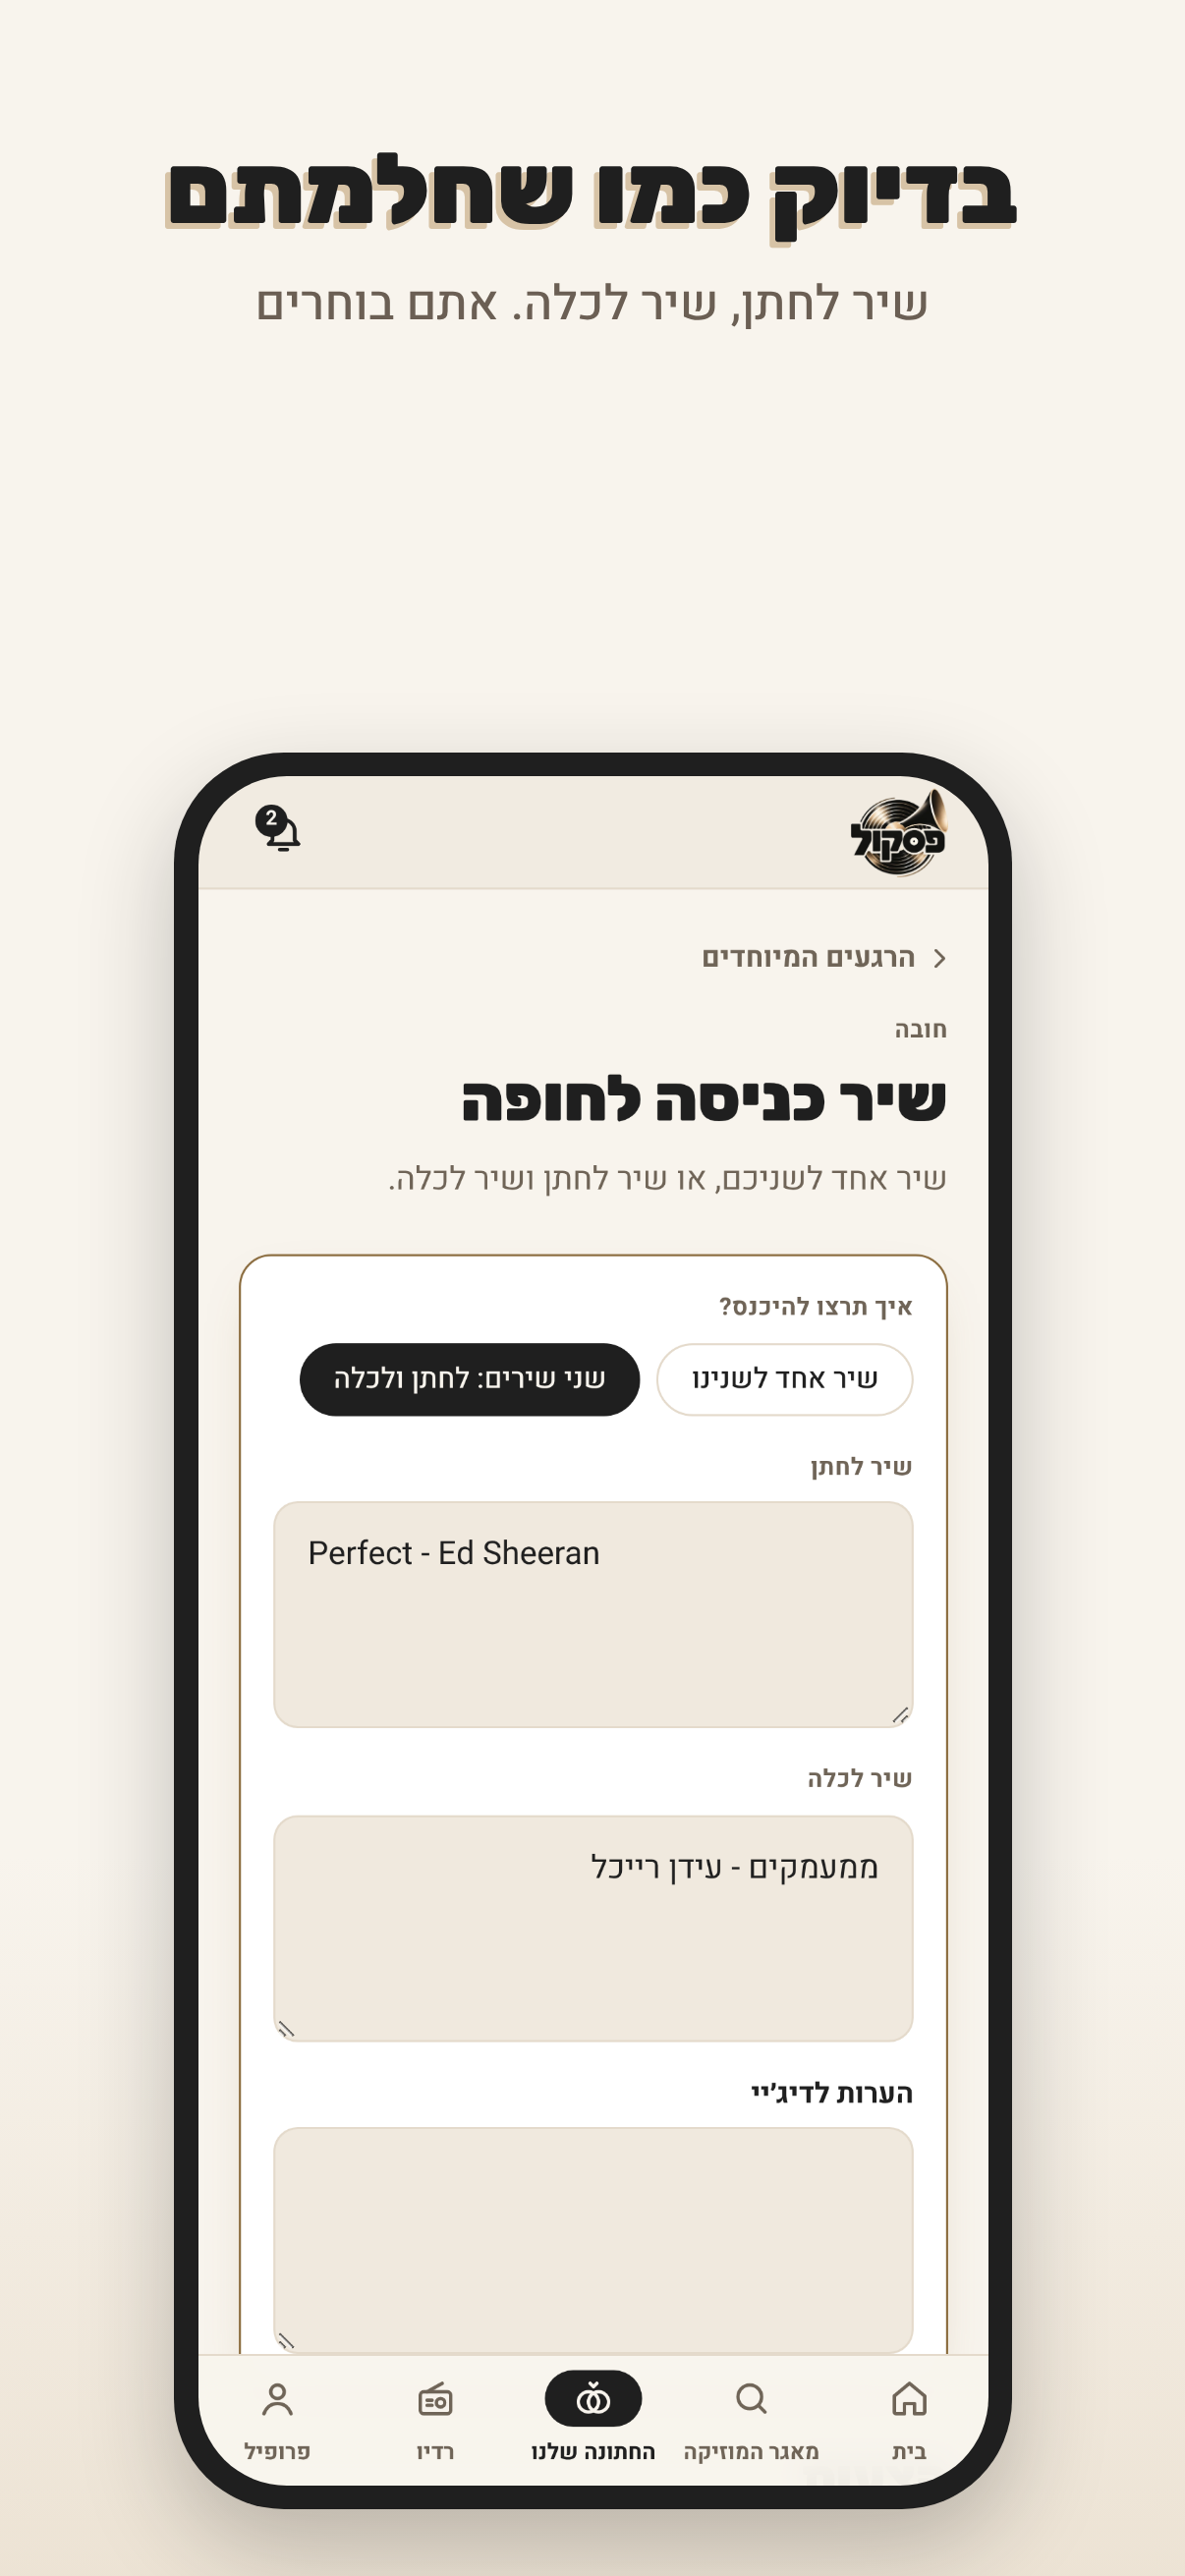 בדיוק כמו שחלמתם
שיר לחתן, שיר לכלה. אתם בוחרים
פסקול
2
הרגעים המיוחדים
חובה
שיר כניסה לחופה
שיר אחד לשניכם, או שיר לחתן ושיר לכלה.
איך תרצו להיכנס?
שיר אחד לשנינו
שני שירים: לחתן ולכלה
שיר לחתן
Perfect - Ed Sheeran
שיר לכלה
ממעמקים - עידן רייכל
הערות לדיג׳יי
בית
מאגר המוזיקה
החתונה שלנו
רדיו
פרופיל